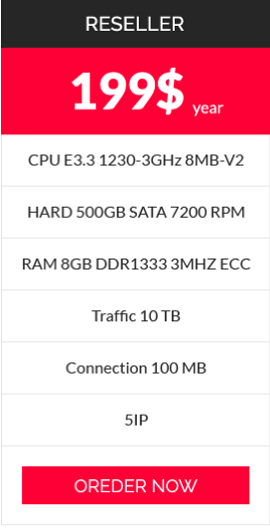 RESELLER
199$ year
CPU E3.3 1230-3GHz 8MB-V2
HARD 500GB SATA 7200 RPM
RAM 8GB DDR1333 3MHZ ECC
Traffic 10 TB
Connection 100 MB
5IP
OREDER NOW